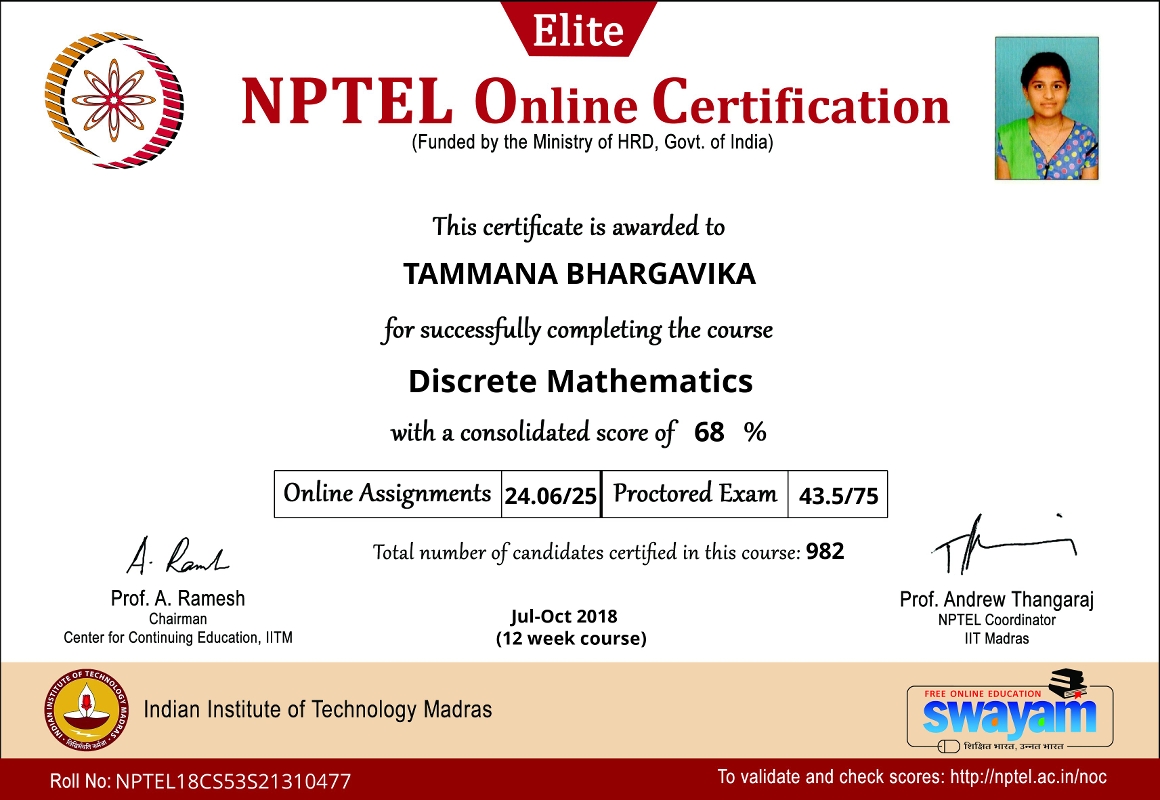 Elite
NPTEL Online Certification
(Funded by the Ministry of HRD, Govt. of India)
This certificate is awarded to
TAMMANA BHARGAVIKA
for successfully completing the course
Discrete Mathematics
with a consolidated score of 68 %
Online Assignments 24.06/25 Proctored Exam 43.5/75
Total number of candidates certified in this course: 982
A. Ramesh
Prof. A. Ramesh
Chairman
Center for Continuing Education, IITM
Jul-Oct 2018
(12 week course)
Prof. Andrew Thangaraj
NPTEL Coordinator
IIT Madras
INDIAN INSTITUTE OF TECHNOLOGY MADRAS
सिद्धिर्भवति कर्मजा
Indian Institute of Technology Madras
FREE ONLINE EDUCATION
swayam
शिक्षित भारत, उन्नत भारत
Roll No: NPTEL18CS53S21310477
To validate and check scores: http://nptel.ac.in/noc